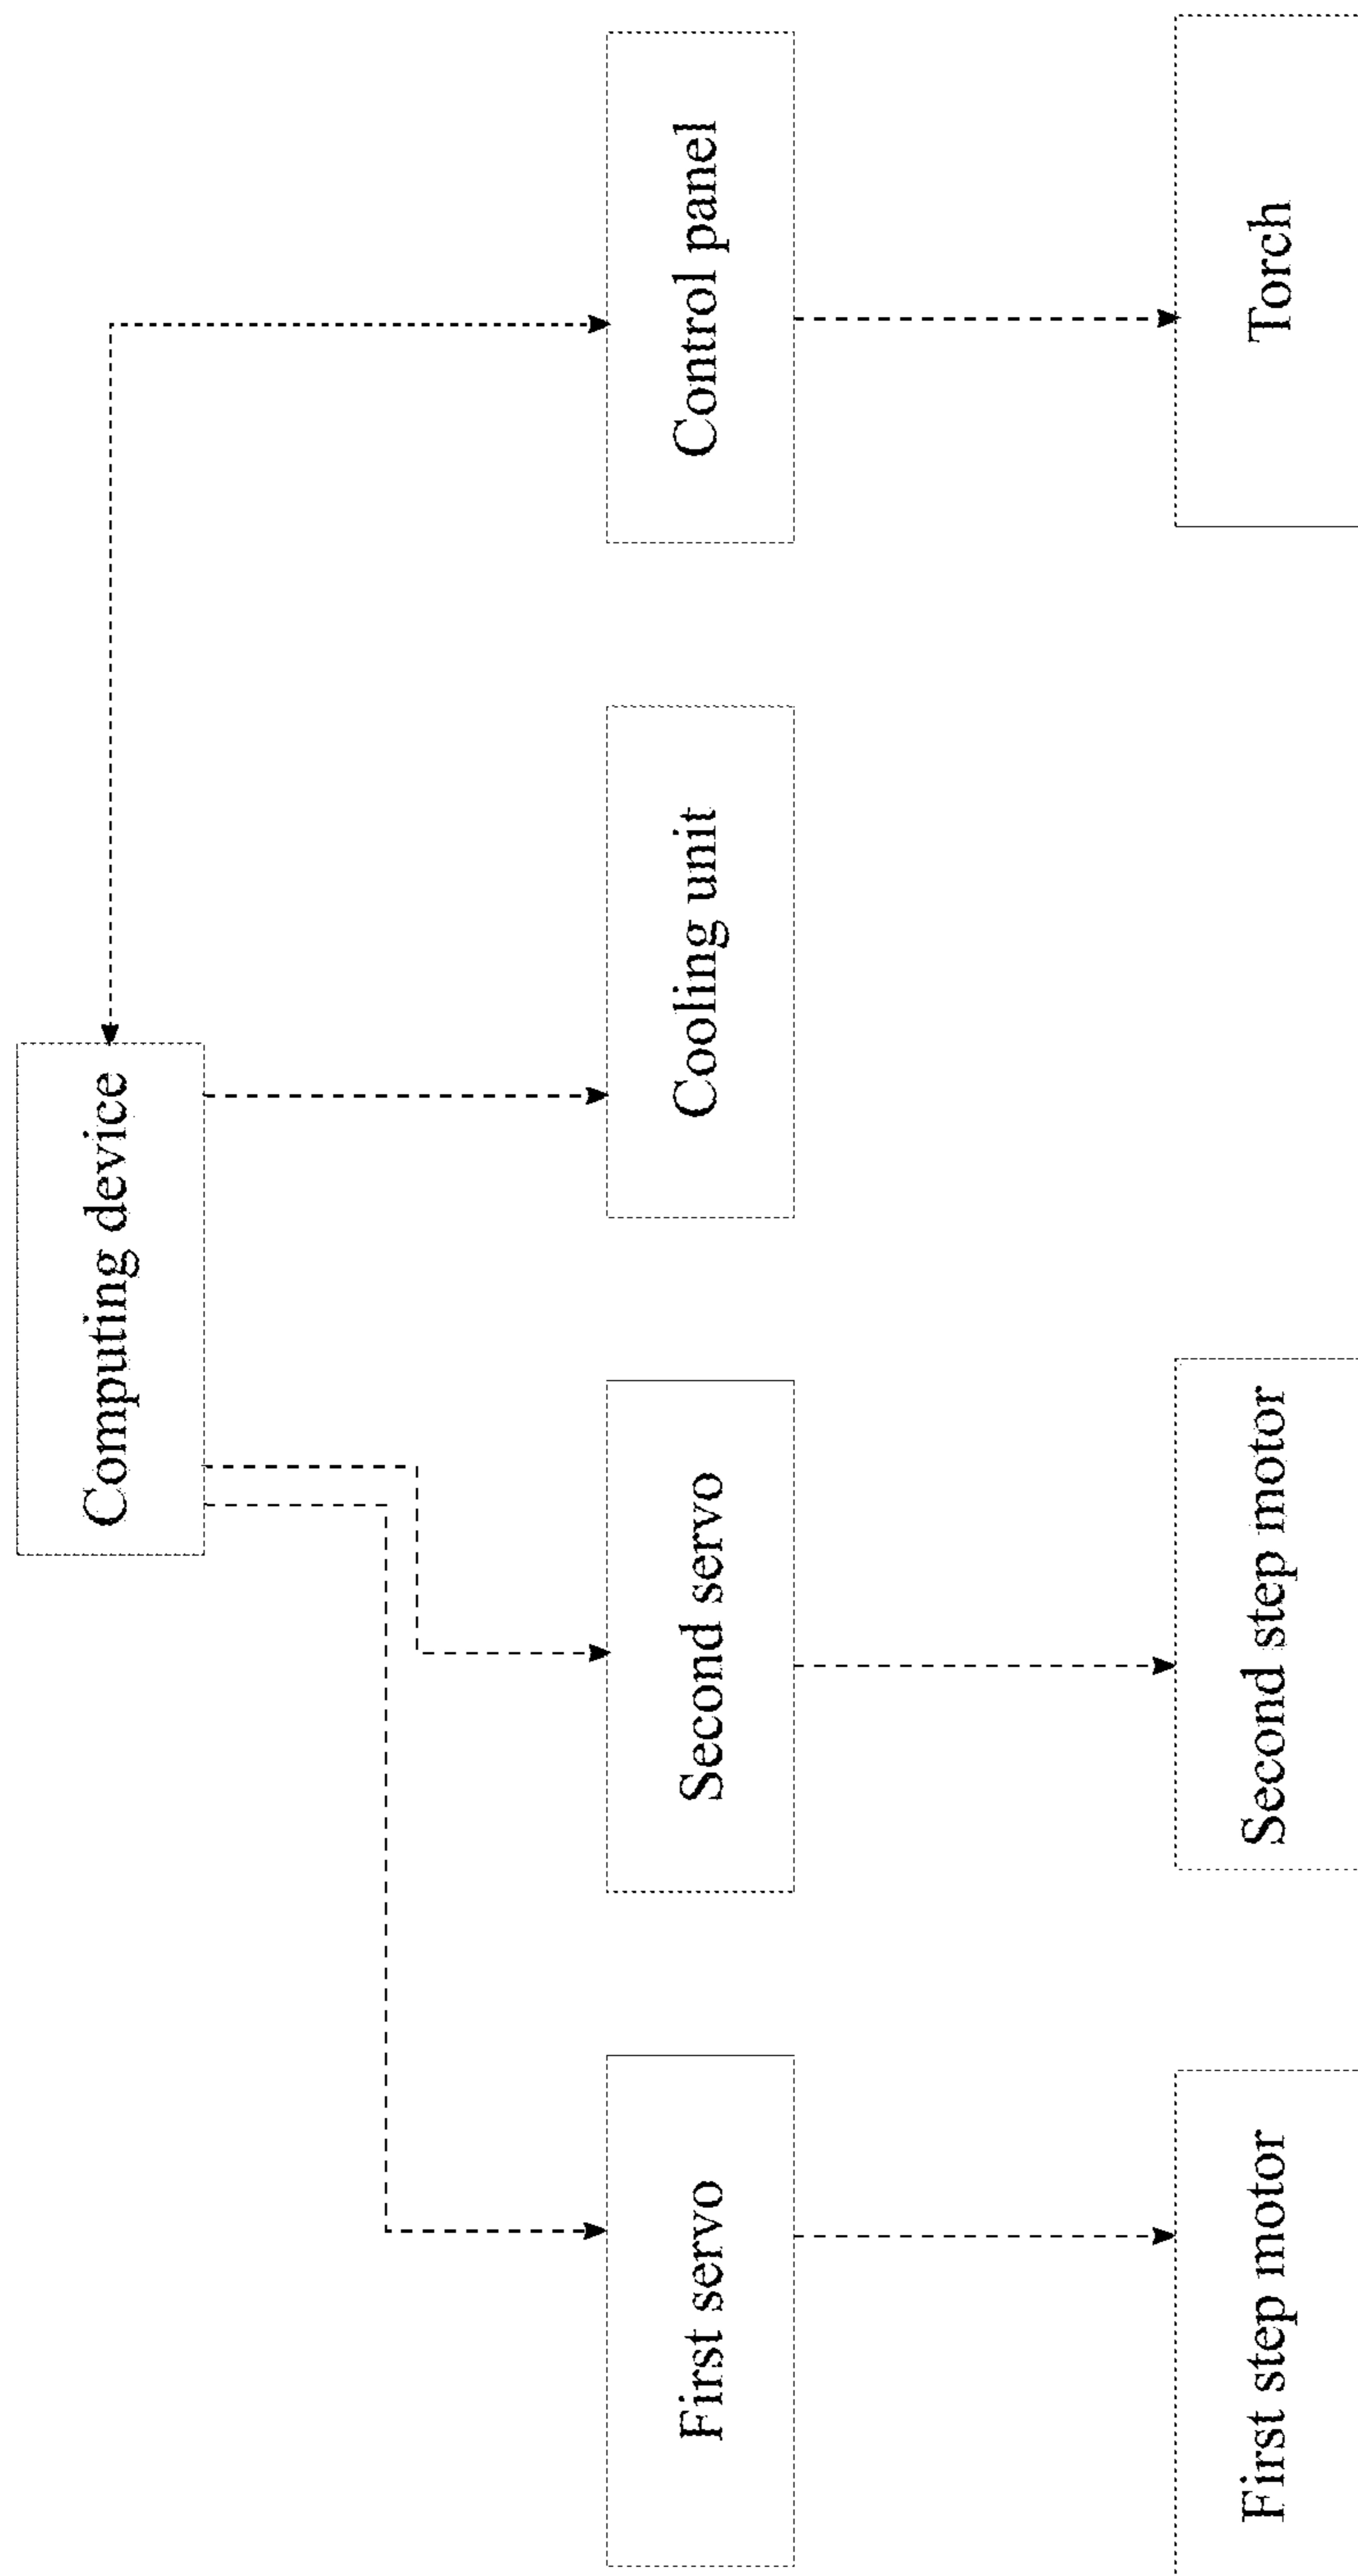 Computing device
First servo
Second servo
Cooling unit
Control panel
First step motor
Second step motor
Torch